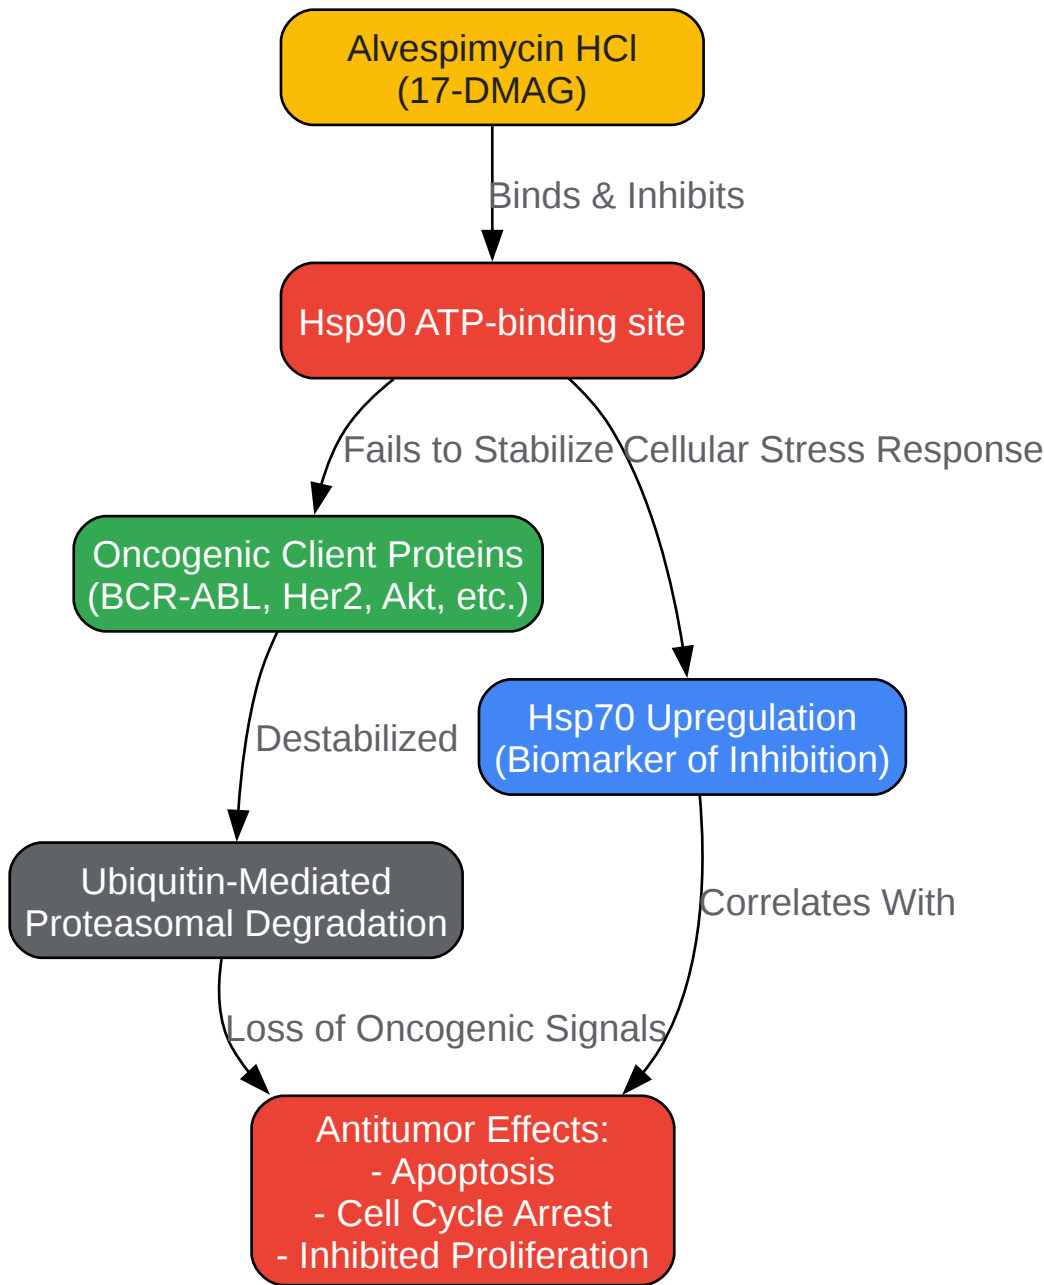 Alvespimycin HCl
(17-DMAG)
Binds & Inhibits
Hsp90 ATP-binding site
Fails to Stabilize
Cellular Stress Response
Oncogenic Client Proteins
(BCR-ABL, Her2, Akt, etc.)
Destabilized
Hsp70 Upregulation
(Biomarker of Inhibition)
Ubiquitin-Mediated
Proteasomal Degradation
Correlates With
Loss of Oncogenic Signals
Antitumor Effects:
- Apoptosis
- Cell Cycle Arrest
- Inhibited Proliferation